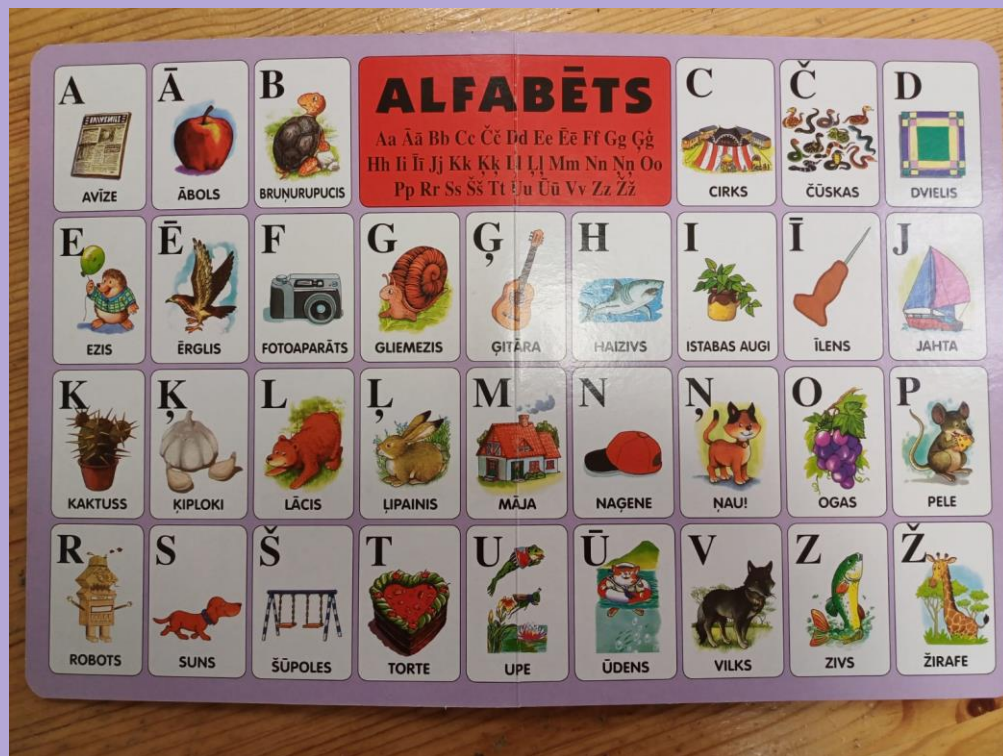 A
AVĪZE
Ā
ĀBOLS
B
BRUŅURUPUCIS
ALFABĒTS
Aa Āā Bb Cc Čč Dd Ee Ēē Ff Gg Ģģ
Hh Ii Īī Jj Kk Ķķ Ll Ļļ Mm Nn Ņņ Oo
Pp Rr Ss Šš Tt Uu Ūū Vv Zz Žž
C
CIRKS
Č
ČŪSKAS
D
DVIELIS
E
EZIS
Ē
ĒRGLIS
F
FOTOAPARĀTS
G
GLIEMEZIS
Ģ
ĢITĀRA
H
HAIZIVS
I
ISTABAS AUGI
Ī
ĪLENS
J
JAHTA
K
KAKTUSS
Ķ
ĶIPLOKI
L
LĀCIS
Ļ
ĻIPAINIS
M
MĀJA
N
NAĢENE
Ņ
ŅAU!
O
OGAS
P
PELE
R
ROBOTS
S
SUNS
Š
ŠŪPOLES
T
TORTE
U
UPE
Ū
ŪDENS
V
VILKS
Z
ZIVS
Ž
ŽIRAFE